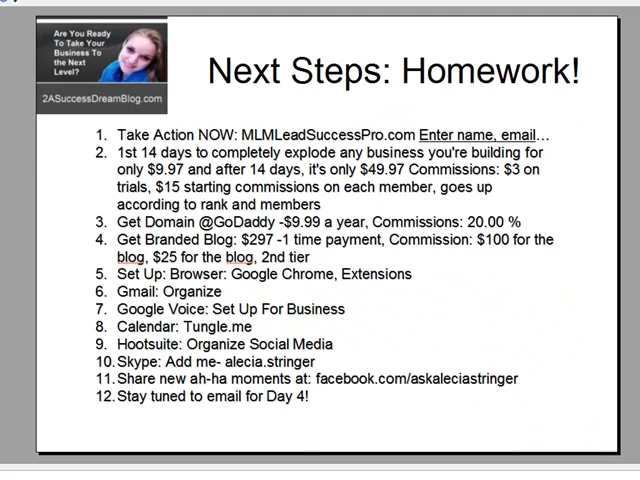 Are You Ready
To Take Your
Business To
the Next
Level?
2ASuccessDreamBlog.com
Next Steps: Homework!
1. Take Action NOW: MLMLeadSuccessPro.com Enter name, email…
2. 1st 14 days to completely explode any business you're building for
only $9.97 and after 14 days, it's only $49.97 Commissions: $3 on
trials, $15 starting commissions on each member, goes up
according to rank and members
3. Get Domain @GoDaddy -$9.99 a year, Commissions: 20.00 %
4. Get Branded Blog: $297 -1 time payment, Commission: $100 for the
blog, $25 for the blog, 2nd tier
5. Set Up: Browser: Google Chrome, Extensions
6. Gmail: Organize
7. Google Voice: Set Up For Business
8. Calendar: Tungle.me
9. Hootsuite: Organize Social Media
10. Skype: Add me- alecia.stringer
11. Share new ah-ha moments at: facebook.com/askaleciastringer
12. Stay tuned to email for Day 4!